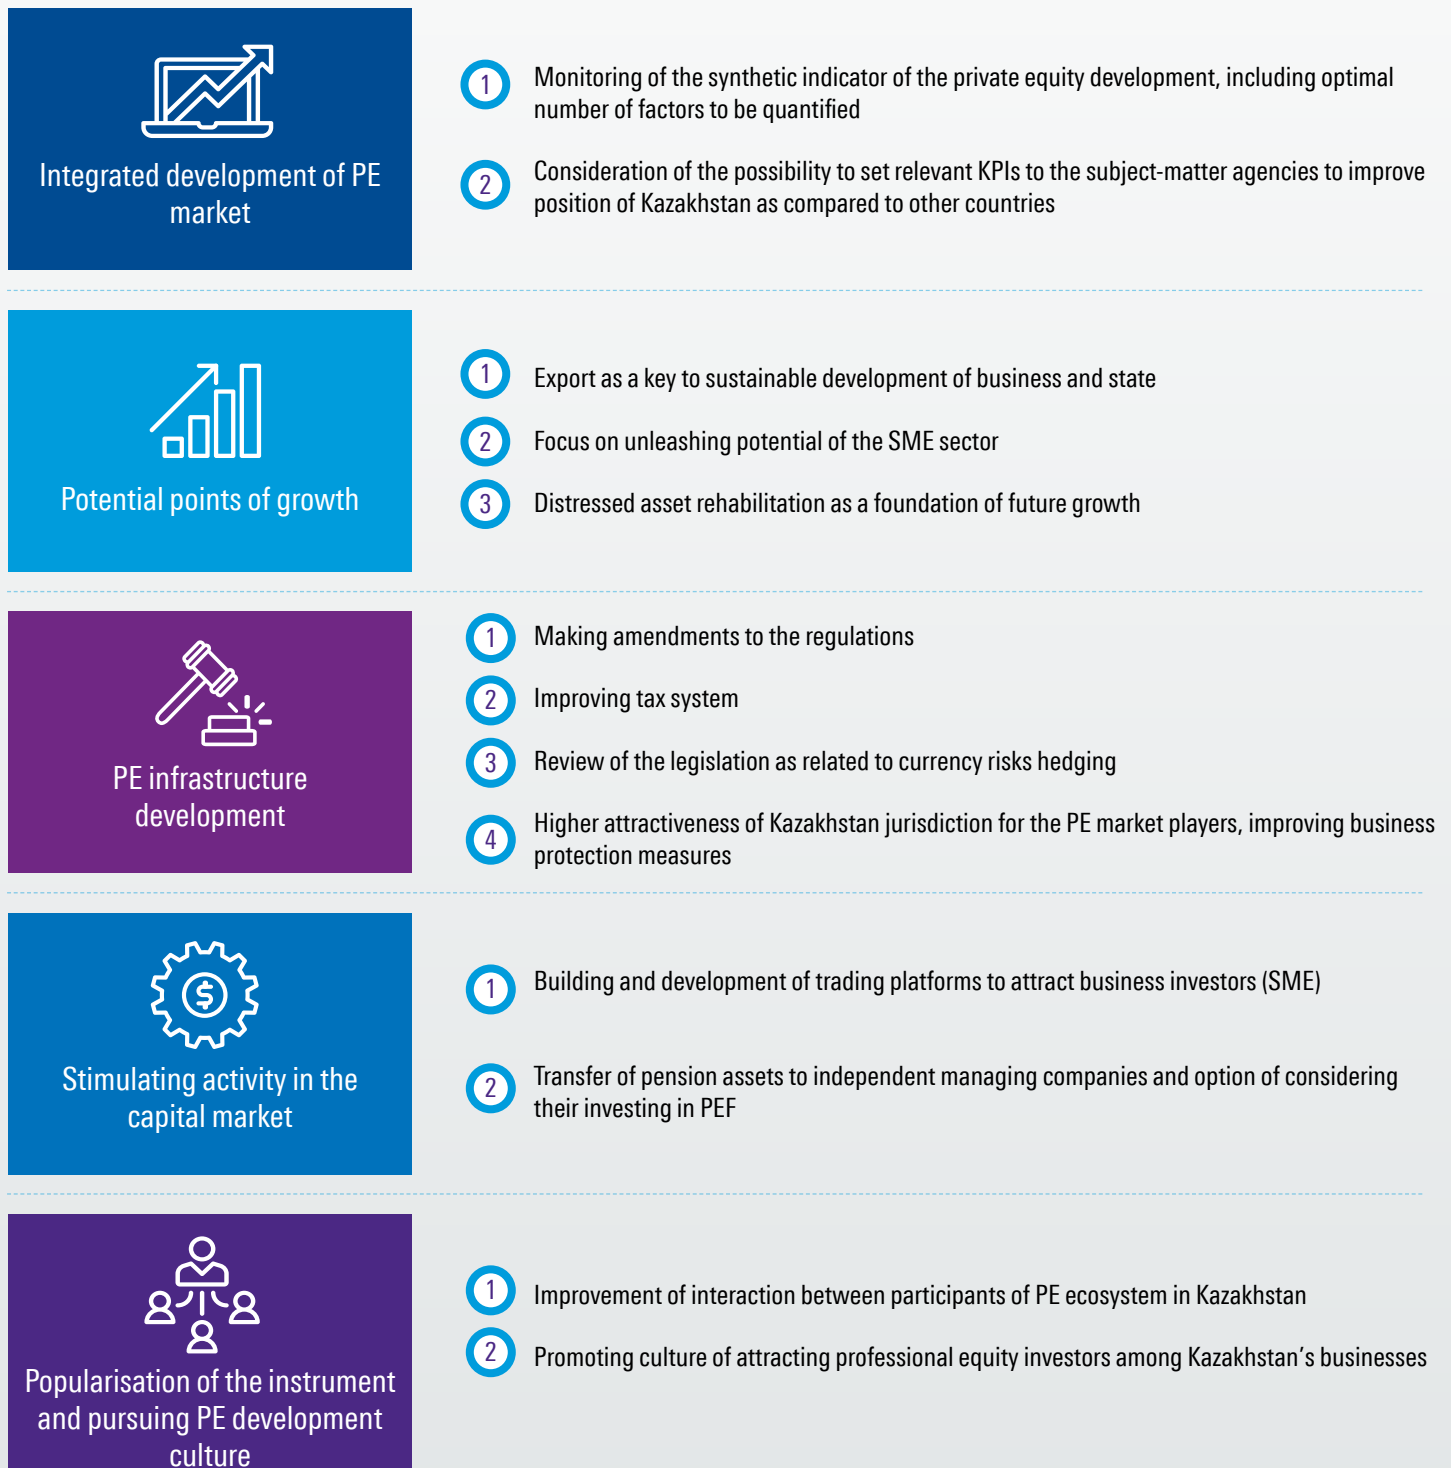 Integrated development of PE
market
1
Monitoring of the synthetic indicator of the private equity development, including optimal
number of factors to be quantified
2
Consideration of the possibility to set relevant KPIs to the subject-matter agencies to improve
position of Kazakhstan as compared to other countries
Potential points of growth
1
Export as a key to sustainable development of business and state
2
Focus on unleashing potential of the SME sector
3
Distressed asset rehabilitation as a foundation of future growth
PE infrastructure
development
1
Making amendments to the regulations
2
Improving tax system
3
Review of the legislation as related to currency risks hedging
4
Higher attractiveness of Kazakhstan jurisdiction for the PE market players, improving business
protection measures
$
Stimulating activity in the
capital market
1
Building and development of trading platforms to attract business investors (SME)
2
Transfer of pension assets to independent managing companies and option of considering
their investing in PEF
Popularisation of the instrument
and pursuing PE development
culture
1
Improvement of interaction between participants of PE ecosystem in Kazakhstan
2
Promoting culture of attracting professional equity investors among Kazakhstan's businesses